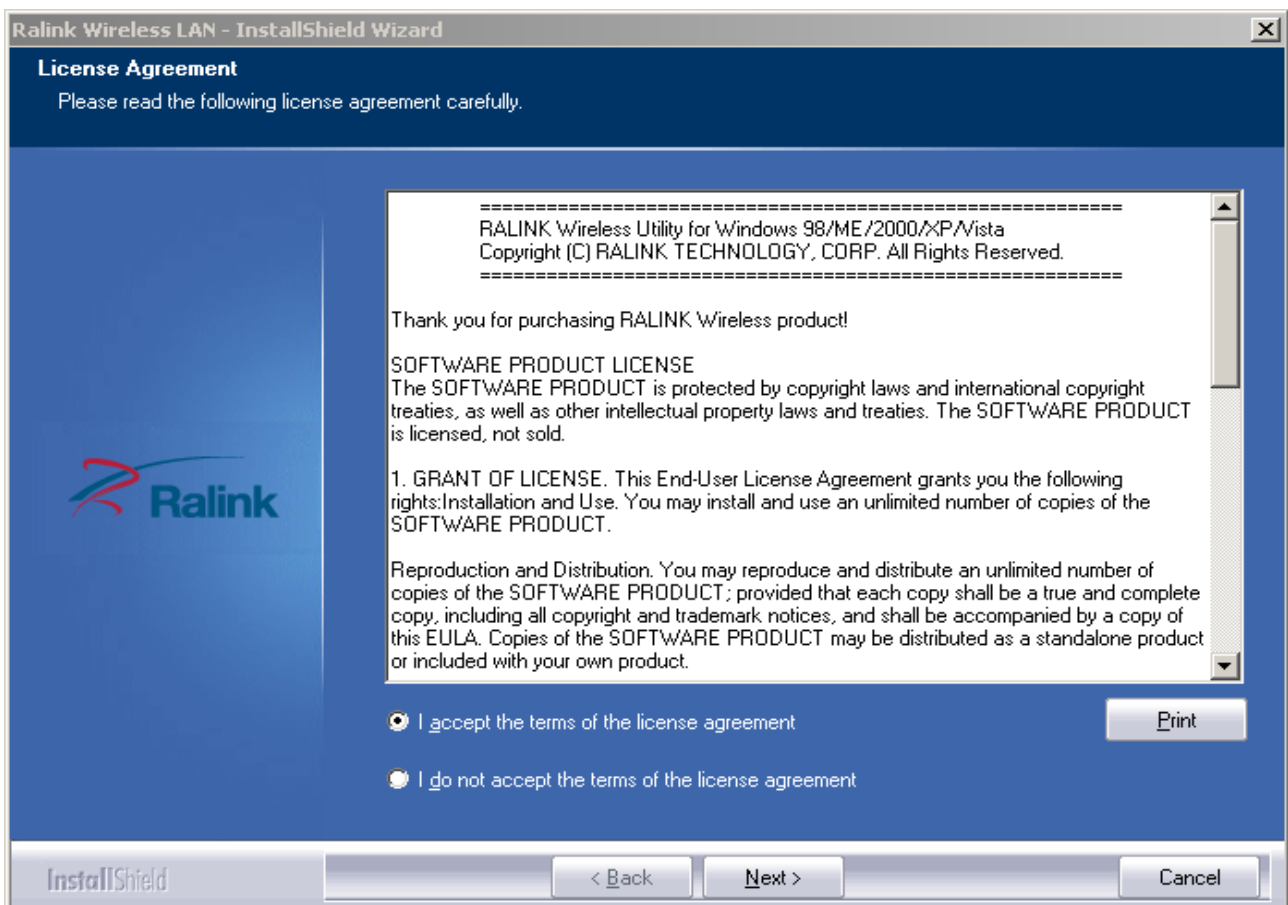 Ralink Wireless LAN - InstallShield Wizard
License Agreement
Please read the following license agreement carefully.
===========================================================
RALINK Wireless Utility for Windows 98/ME/2000/XP/Vista
Copyright (C) RALINK TECHNOLOGY, CORP. All Rights Reserved.
===========================================================
Thank you for purchasing RALINK Wireless product!
SOFTWARE PRODUCT LICENSE
The SOFTWARE PRODUCT is protected by copyright laws and international copyright
treaties, as well as other intellectual property laws and treaties. The SOFTWARE PRODUCT
is licensed, not sold.
1. GRANT OF LICENSE. This End-User License Agreement grants you the following
rights:Installation and Use. You may install and use an unlimited number of copies of the
SOFTWARE PRODUCT.
Reproduction and Distribution. You may reproduce and distribute an unlimited number of
copies of the SOFTWARE PRODUCT; provided that each copy shall be a true and complete
copy, including all copyright and trademark notices, and shall be accompanied by a copy of
this EULA. Copies of the SOFTWARE PRODUCT may be distributed as a standalone product
or included with your own product.
Ralink
I accept the terms of the license agreement
Print
I do not accept the terms of the license agreement
InstallShield
< Back
Next >
Cancel